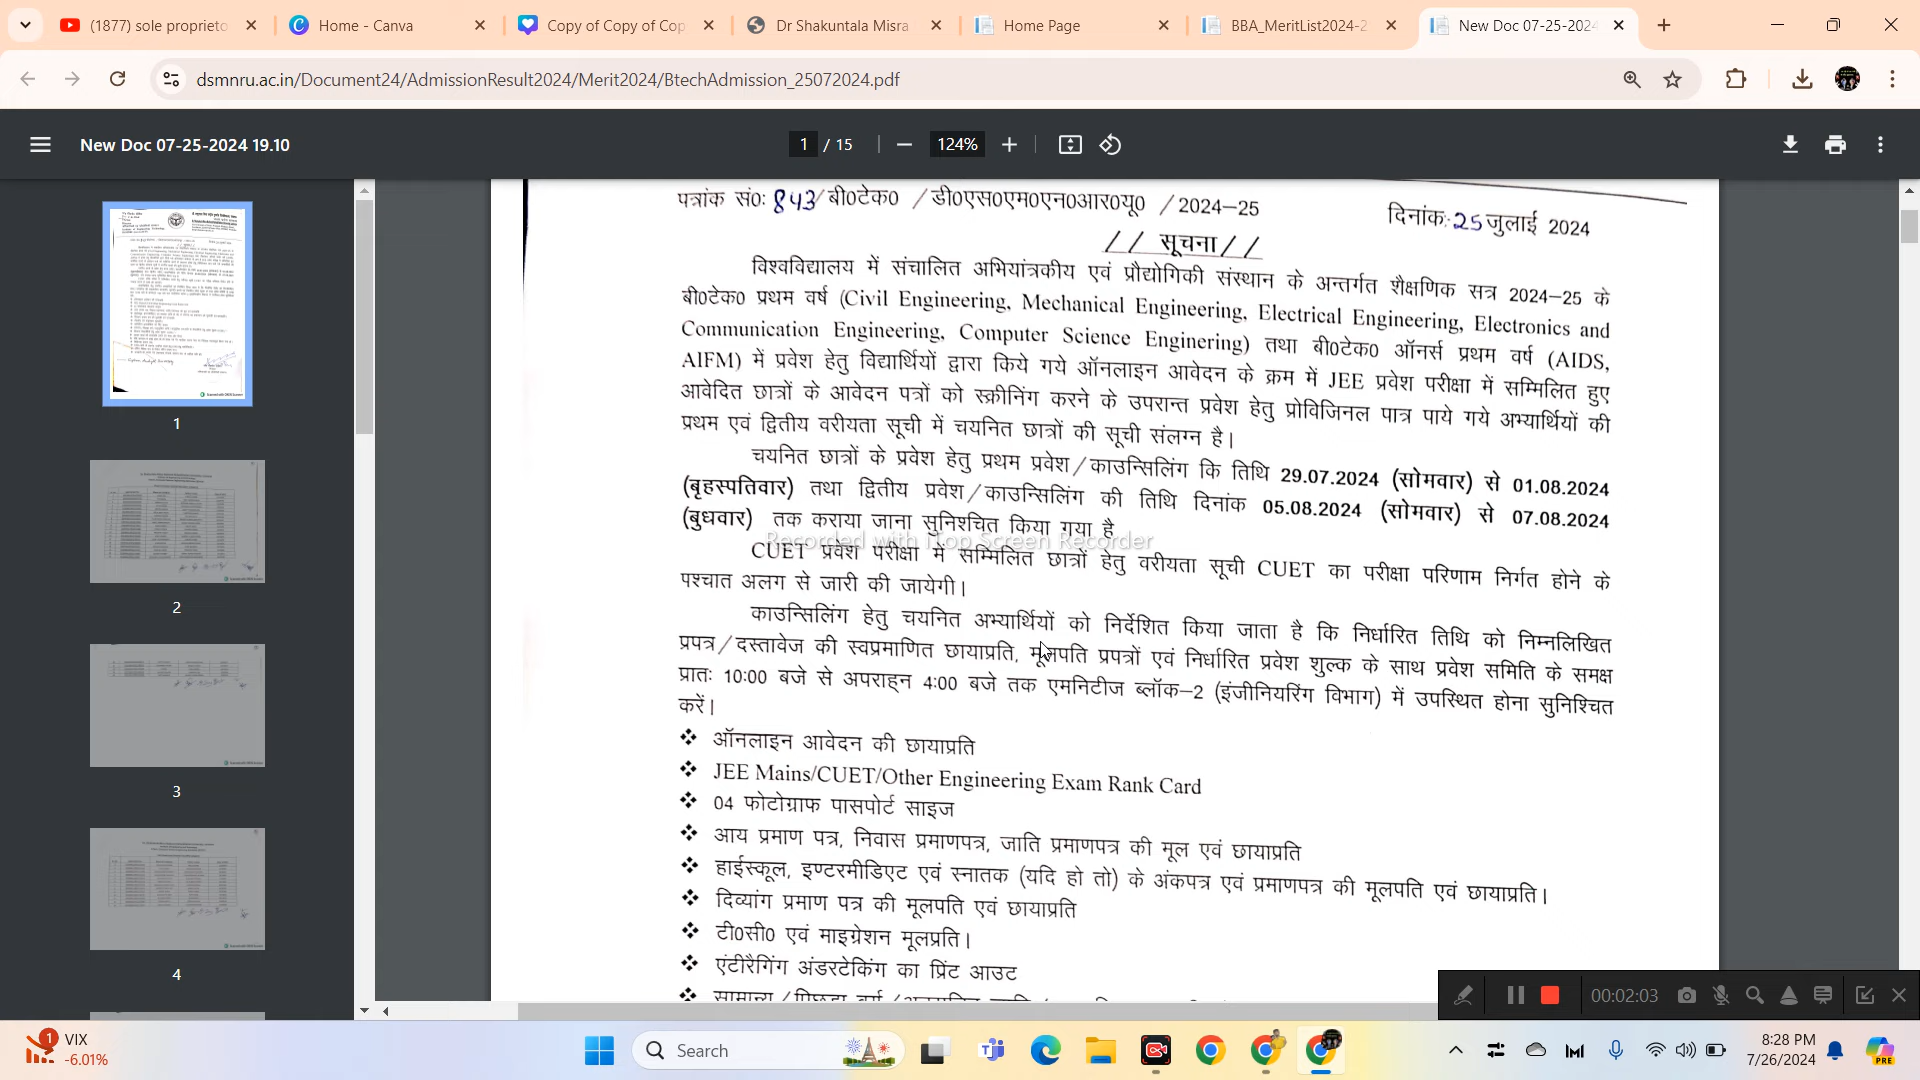 (1877) sole proprieto
Home - Canva
Copy of Copy of Cop
Dr Shakuntala Misra
Home Page
BBA_MeritList2024-2
New Doc 07-25-2024
dsmnru.ac.in/Document24/AdmissionResult2024/Merit2024/BtechAdmission_25072024.pdf
New Doc 07-25-2024 19.10
1 / 15
124%
1
2
3
4
पत्रांक सं0: 843/बी0टेक0 /डी0एस0एम0एन0आर0यू0 /2024-25
दिनांक: 25 जुलाई 2024
// सूचना//
विश्वविद्यालय में संचालित अभियांत्रकीय एवं प्रौद्योगिकी संस्थान के अन्तर्गत शैक्षणिक सत्र 2024-25 के
बी0टेक0 प्रथम वर्ष (Civil Engineering, Mechanical Engineering, Electrical Engineering, Electronics and
Communication Engineering, Computer Science Enginering) तथा बी0टेक0 ऑनर्स प्रथम वर्ष (AIDS,
AIFM) में प्रवेश हेतु विद्यार्थियों द्वारा किये गये ऑनलाइन आवेदन के क्रम में JEE प्रवेश परीक्षा में सम्मिलित हुए
आवेदित छात्रों के आवेदन पत्रों को स्क्रीनिंग करने के उपरान्त प्रवेश हेतु प्रोविजिनल पात्र पाये गये अभ्यार्थियों की
प्रथम एवं द्वितीय वरीयता सूची में चयनित छात्रों की सूची संलग्न है।
चयनित छात्रों के प्रवेश हेतु प्रथम प्रवेश/काउन्सिलिंग कि तिथि 29.07.2024 (सोमवार) से 01.08.2024
(बृहस्पतिवार) तथा द्वितीय प्रवेश/काउन्सिलिंग की तिथि दिनांक 05.08.2024 (सोमवार) से 07.08.2024
(बुधवार) तक कराया जाना सुनिश्चित किया गया है
Recorded with iTop Screen Recorder
CUET प्रवेश परीक्षा में सम्मिलित छात्रों हेतु वरीयता सूची CUET का परीक्षा परिणाम निर्गत होने के
पश्चात अलग से जारी की जायेगी।
काउन्सिलिंग हेतु चयनित अभ्यार्थियों को निर्देशित किया जाता है कि निर्धारित तिथि को निम्नलिखित
प्रपत्र/दस्तावेज की स्वप्रमाणित छायाप्रति, मूलपति प्रपत्रों एवं निर्धारित प्रवेश शुल्क के साथ प्रवेश समिति के समक्ष
प्रातः 10:00 बजे से अपराह्न 4:00 बजे तक एमनिटीज ब्लॉक-2 (इंजीनियरिंग विभाग) में उपस्थित होना सुनिश्चित
करें।
❖ ऑनलाइन आवेदन की छायाप्रति
❖ JEE Mains/CUET/Other Engineering Exam Rank Card
❖ 04 फोटोग्राफ पासपोर्ट साइज
❖ आय प्रमाण पत्र, निवास प्रमाणपत्र, जाति प्रमाणपत्र की मूल एवं छायाप्रति
❖ हाईस्कूल, इण्टरमीडिएट एवं स्नातक (यदि हो तो) के अंकपत्र एवं प्रमाणपत्र की मूलपति एवं छायाप्रति।
❖ दिव्यांग प्रमाण पत्र की मूलपति एवं छायाप्रति
❖ टी0सी0 एवं माइग्रेशन मूलप्रति।
❖ एंटीरैगिंग अंडरटेकिंग का प्रिंट आउट
00:02:03
1
VIX
-6.01%
Search
8:28 PM
7/26/2024
PRE